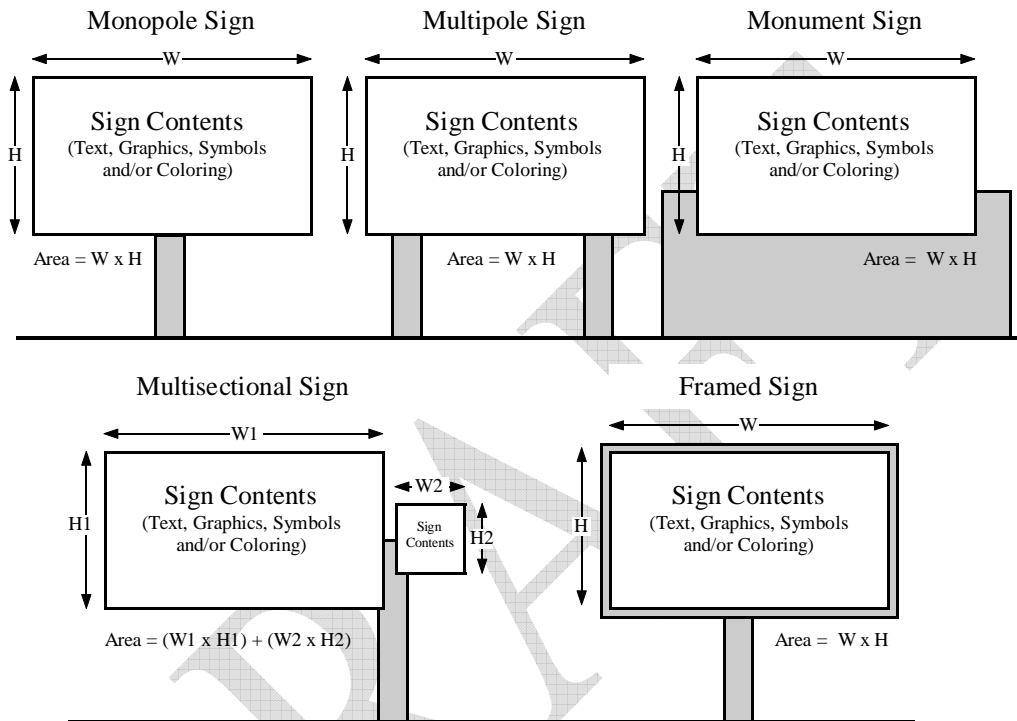 Monopole Sign
Multipole Sign
Monument Sign
W
W
W
H
H
H
Sign Contents
(Text, Graphics, Symbols
and/or Coloring)
Sign Contents
(Text, Graphics, Symbols
and/or Coloring)
Sign Contents
(Text, Graphics, Symbols
and/or Coloring)
Area = W x H
Area = W x H
Area = W x H
Multisectional Sign
Framed Sign
W1
W
W2
H1
Sign Contents
(Text, Graphics, Symbols
and/or Coloring)
Sign
Contents
H2
H
Sign Contents
(Text, Graphics, Symbols
and/or Coloring)
Area = (W1 x H1) + (W2 x H2)
Area = W x H